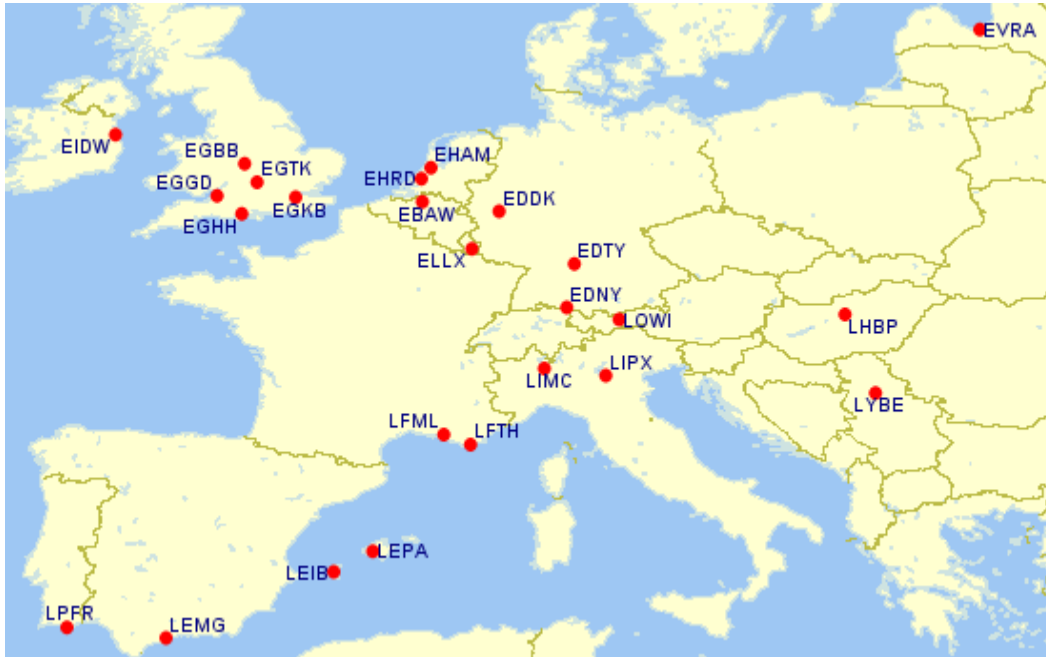 EVRA
EIDW
EGBB
EHAM
EGTK
EHRD
EGGD
EDDK
EGKB
EBAW
EGHH
EDTY
ELLX
EDNY
LOWI
LHBP
LIPX
LIMC
LYBE
LFML
LFTH
LEPA
LEIB
LPFR
LEMG